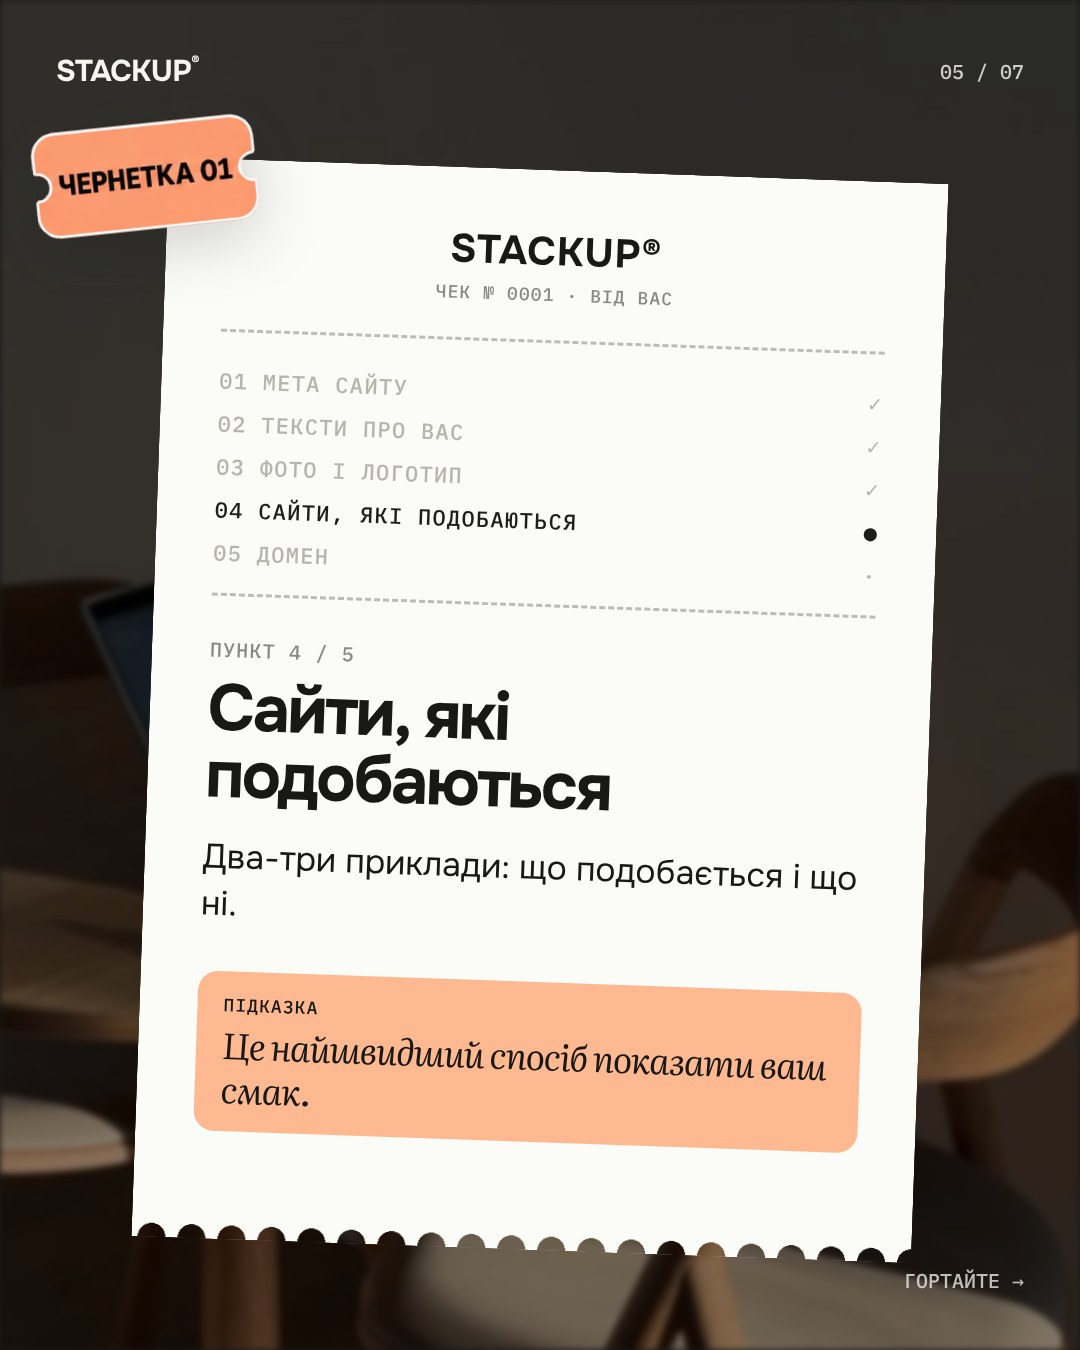 STACKUP®
05 / 07
ЧЕРНЕТКА 01
STACKUP®
ЧЕК № 0001 · ВІД ВАС
01 МЕТА САЙТУ ✓
02 ТЕКСТИ ПРО ВАС ✓
03 ФОТО І ЛОГОТИП ✓
04 САЙТИ, ЯКІ ПОДОБАЮТЬСЯ ●
05 ДОМЕН ·
ПУНКТ 4 / 5
Сайти, які
подобаються
Два-три приклади: що подобається і що
ні.
ПІДКАЗКА
Це найшвидший спосіб показати ваш
смак.
ГОРТАЙТЕ →